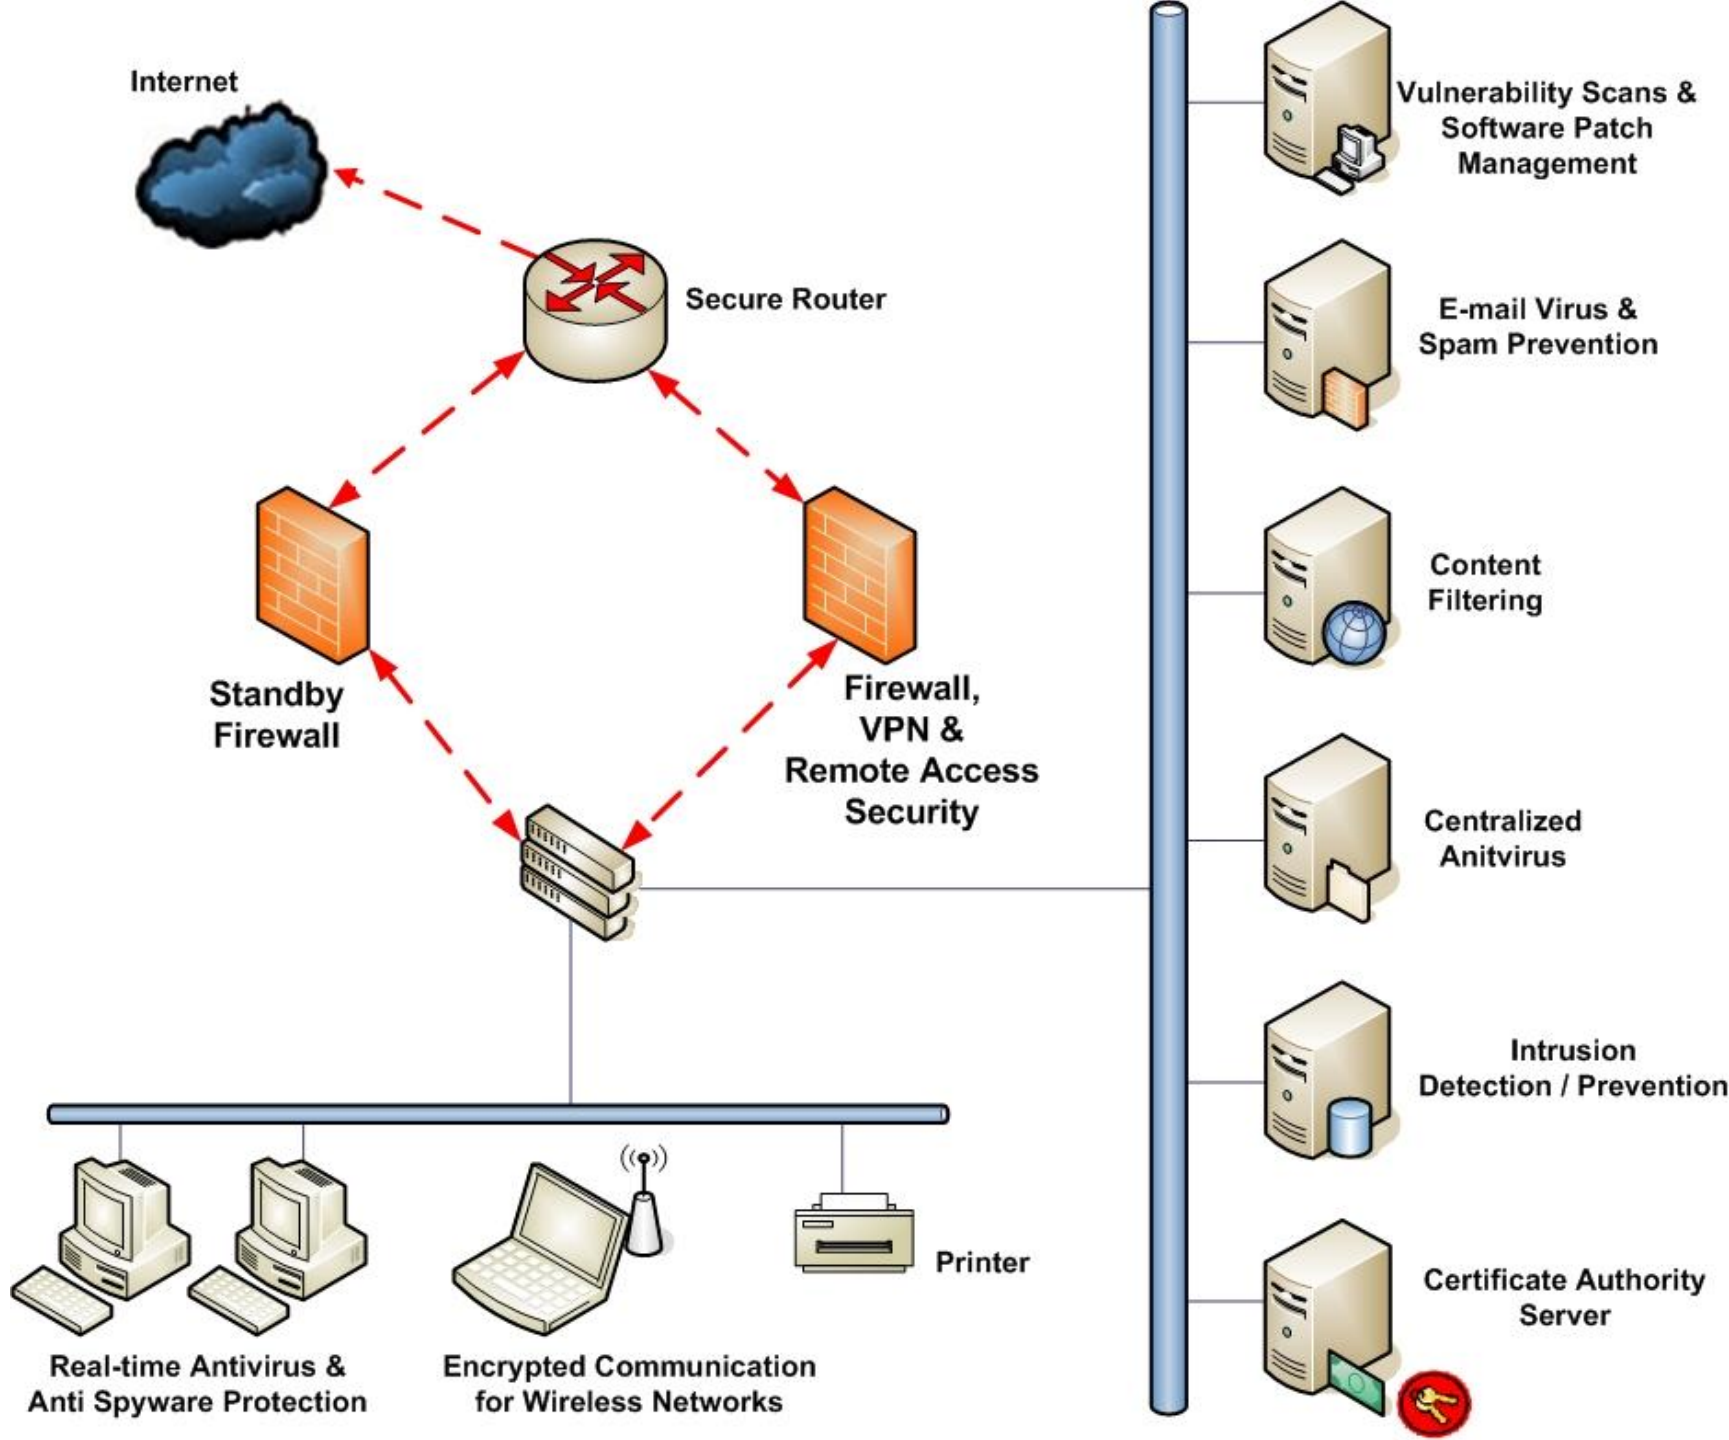 Internet
Secure Router
Standby
Firewall
Firewall,
VPN &
Remote Access
Security
Vulnerability Scans &
Software Patch
Management
E-mail Virus &
Spam Prevention
Content
Filtering
Centralized
Anitvirus
Intrusion
Detection / Prevention
Certificate Authority
Server
Real-time Antivirus &
Anti Spyware Protection
Encrypted Communication
for Wireless Networks
Printer